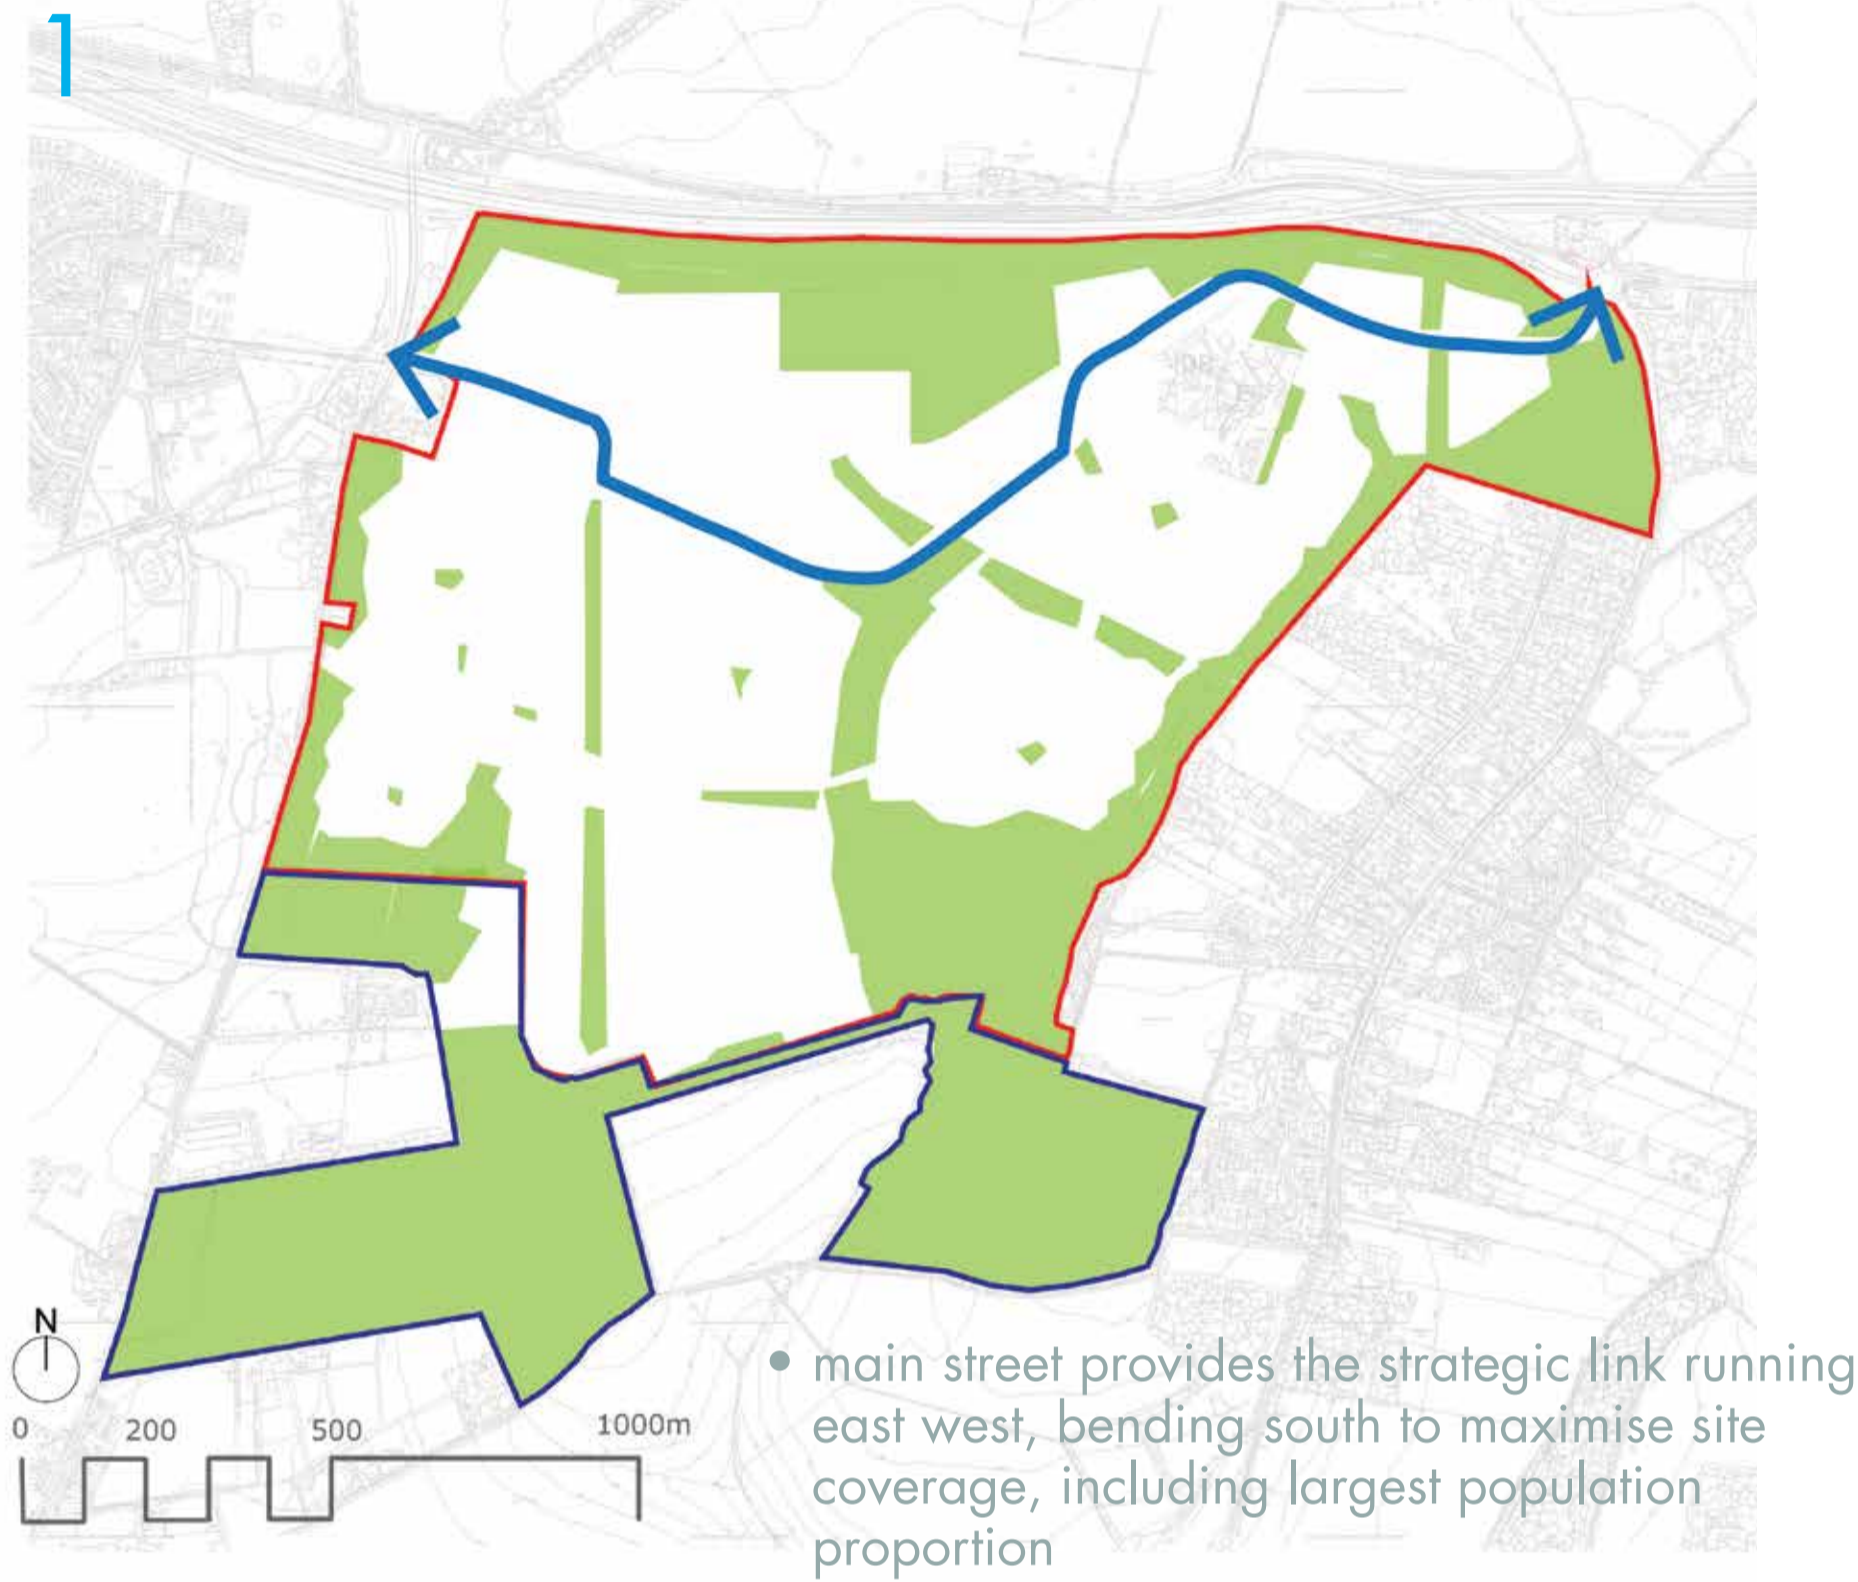 1
N
0 200 500 1000m
• main street provides the strategic link running
east west, bending south to maximise site
coverage, including largest population
proportion